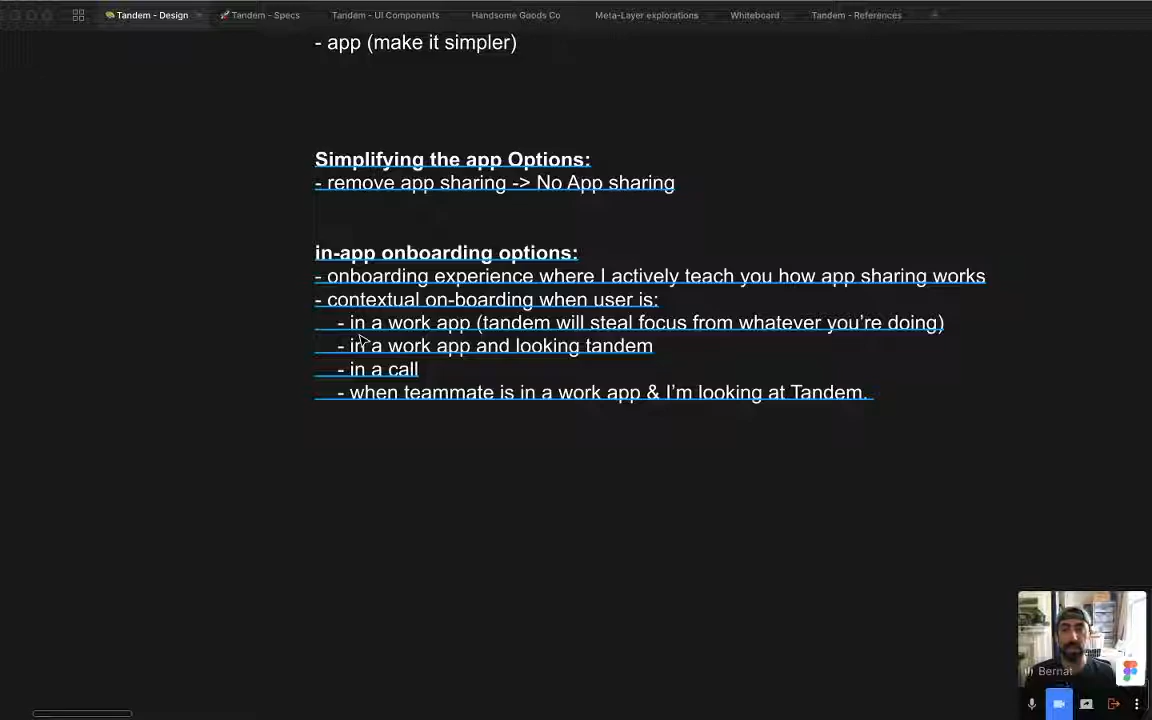 Tandem - Design
Tandem - Specs
Tandem - UI Components
Handsome Goods Co
Meta-Layer explorations
Whiteboard
Tandem - References
- app (make it simpler)
Simplifying the app Options:
- remove app sharing -> No App sharing
in-app onboarding options:
- onboarding experience where I actively teach you how app sharing works
- contextual on-boarding when user is:
- in a work app (tandem will steal focus from whatever you're doing)
- in a work app and looking tandem
- in a call
- when teammate is in a work app & I'm looking at Tandem.
Bernat